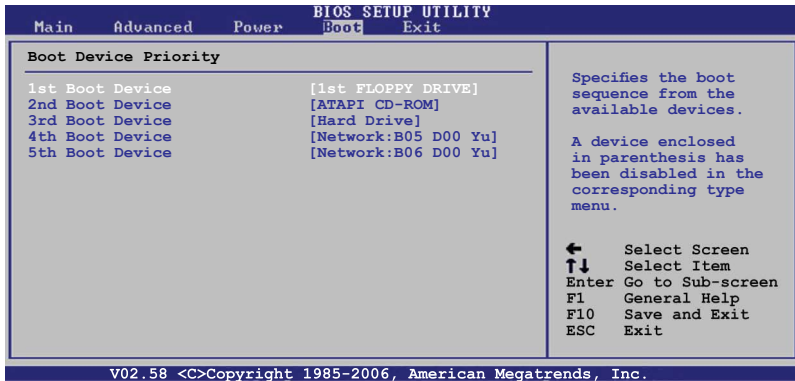 BIOS SETUP UTILITY
Main Advanced Power Boot Exit
Boot Device Priority
1st Boot Device [1st FLOPPY DRIVE]
2nd Boot Device [ATAPI CD-ROM]
3rd Boot Device [Hard Drive]
4th Boot Device [Network:B05 D00 Yu]
5th Boot Device [Network:B06 D00 Yu]
Specifies the boot
sequence from the
available devices.
A device enclosed
in parenthesis has
been disabled in the
corresponding type
menu.
← Select Screen
↑↓ Select Item
Enter Go to Sub-screen
F1 General Help
F10 Save and Exit
ESC Exit
V02.58 <C>Copyright 1985-2006, American Megatrends, Inc.